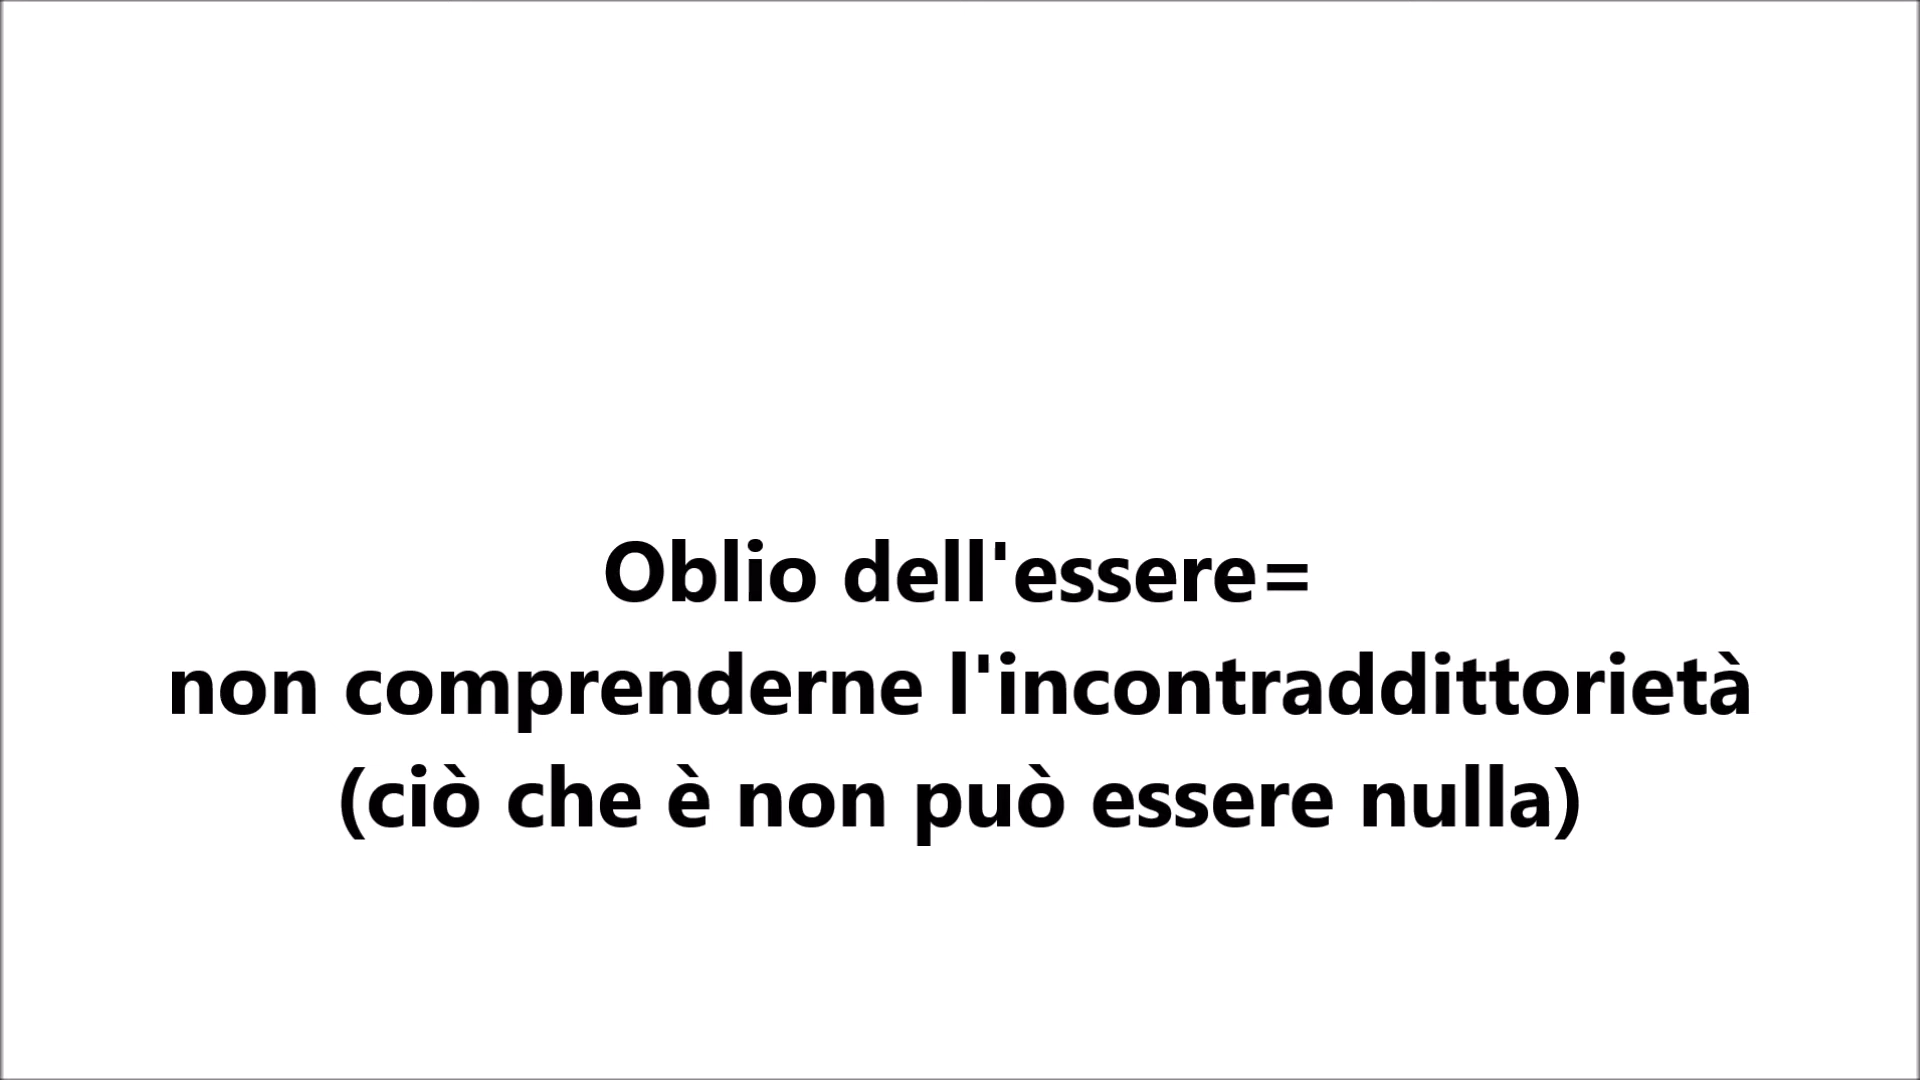 Oblio dell'essere=
non comprenderne l'incontraddittorietà
(ciò che è non può essere nulla)